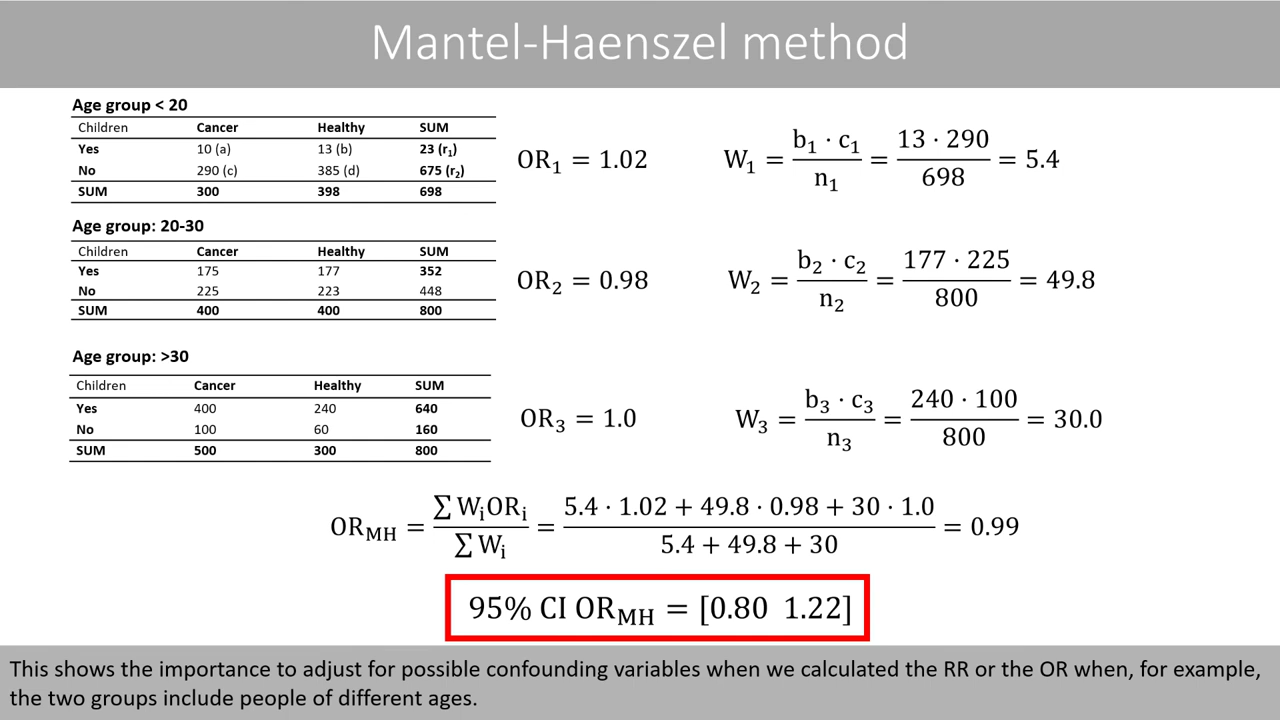 Mantel-Haenszel method
Age group < 20
Children Cancer Healthy SUM
Yes 10 (a) 13 (b) 23 (r₁)
No 290 (c) 385 (d) 675 (r₂)
SUM 300 398 698
OR₁ = 1.02
W₁ = b₁ · c₁ / n₁ = 13 · 290 / 698 = 5.4
Age group: 20-30
Children Cancer Healthy SUM
Yes 175 177 352
No 225 223 448
SUM 400 400 800
OR₂ = 0.98
W₂ = b₂ · c₂ / n₂ = 177 · 225 / 800 = 49.8
Age group: >30
Children Cancer Healthy SUM
Yes 400 240 640
No 100 60 160
SUM 500 300 800
OR₃ = 1.0
W₃ = b₃ · c₃ / n₃ = 240 · 100 / 800 = 30.0
OR_MH = ∑ WᵢORᵢ / ∑ Wᵢ = 5.4 · 1.02 + 49.8 · 0.98 + 30 · 1.0 / 5.4 + 49.8 + 30 = 0.99
95% CI OR_MH = [0.80 1.22]
This shows the importance to adjust for possible confounding variables when we calculated the RR or the OR when, for example,
the two groups include people of different ages.